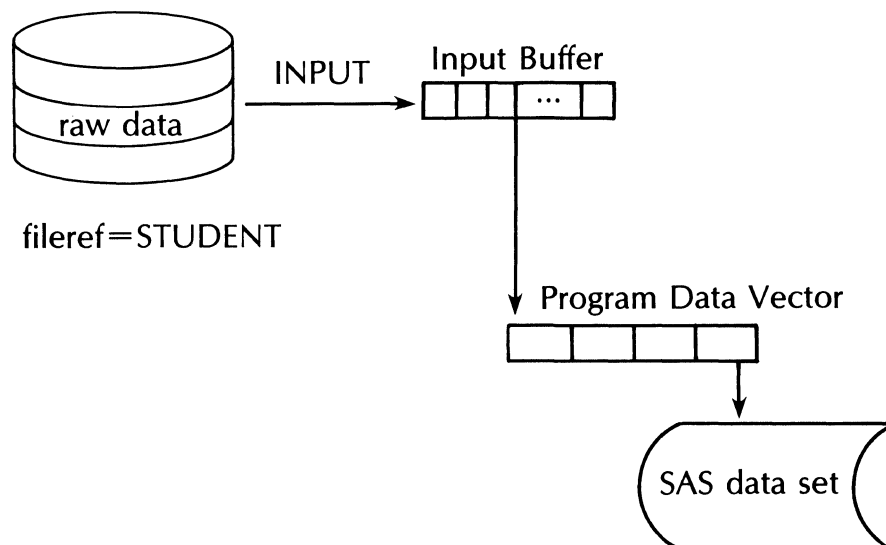 Input Buffer
INPUT
...
raw data
fileref=STUDENT
Program Data Vector
SAS data set